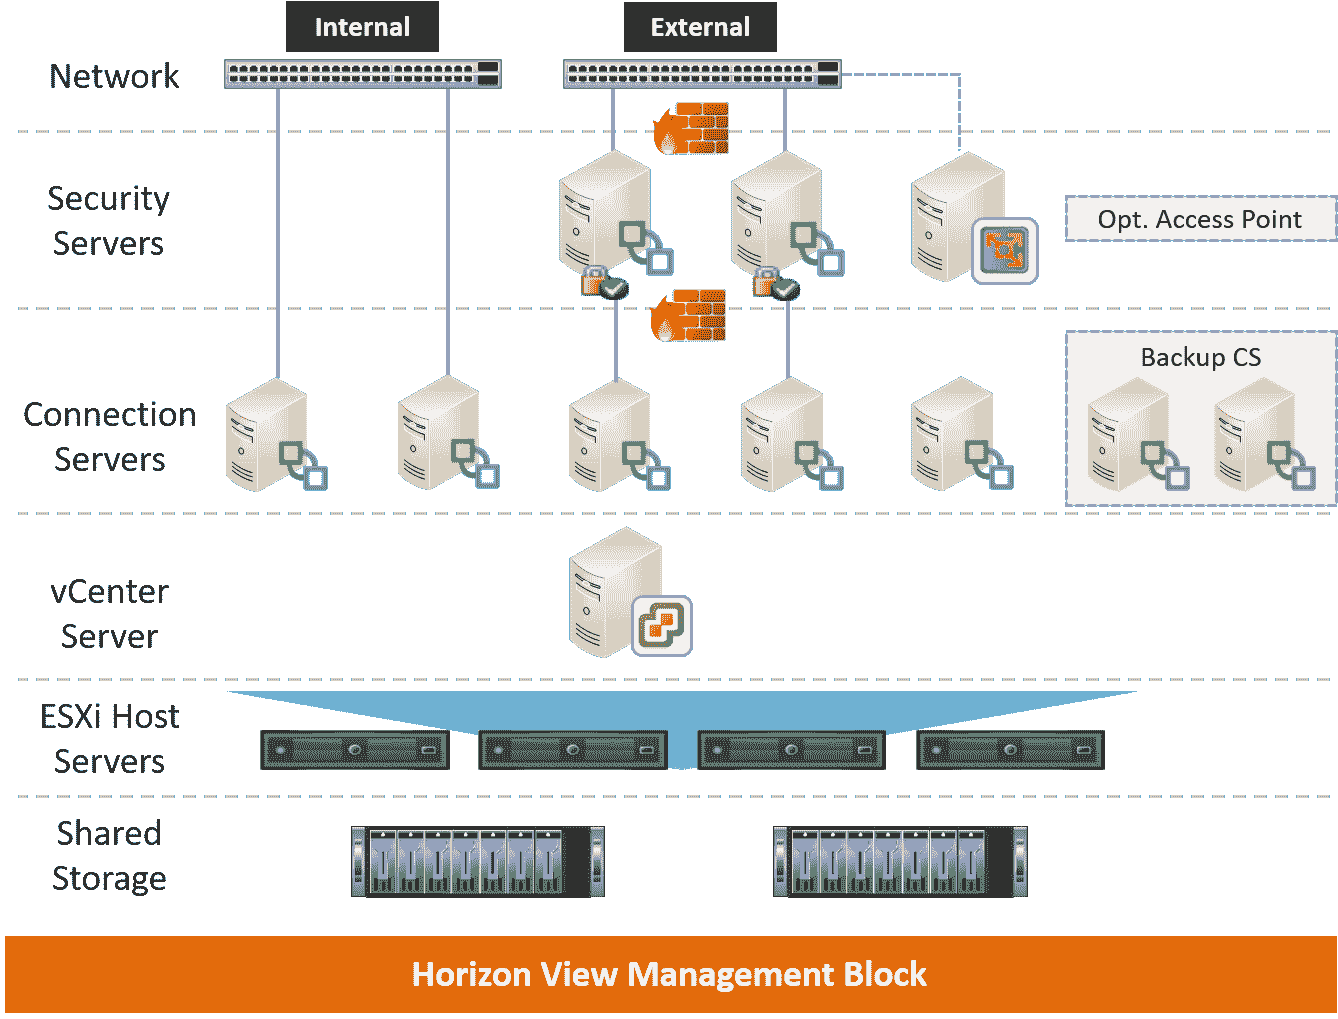 Internal
External
Network
Security
Servers
Opt. Access Point
Connection
Servers
Backup CS
vCenter
Server
ESXi Host
Servers
Shared
Storage
Horizon View Management Block